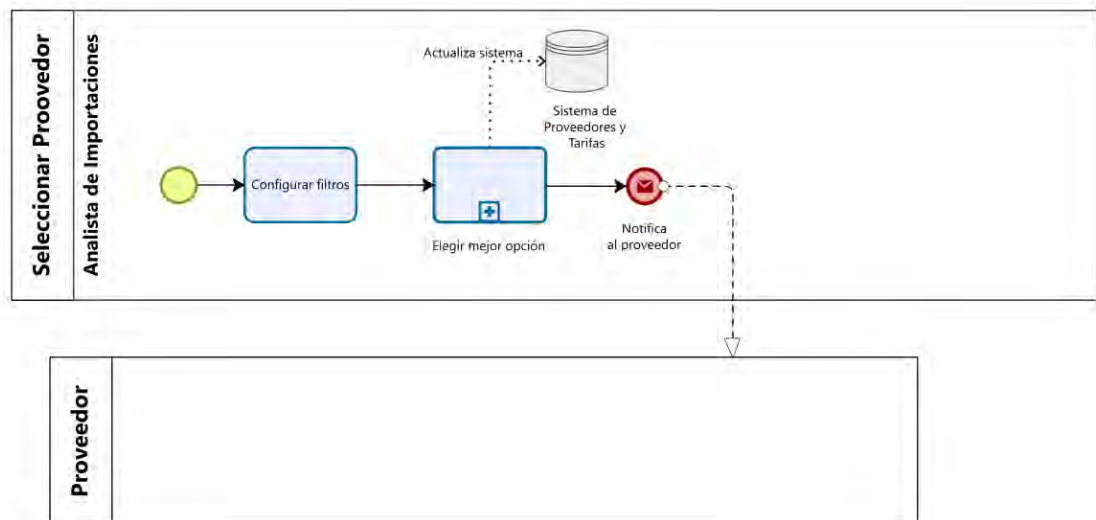 Seleccionar Proovedor
Analista de Importaciones
Actualiza sistema
Sistema de
Proveedores y
Tarifas
Configurar filtros
Elegir mejor opción
Notifica
al proveedor
Proveedor